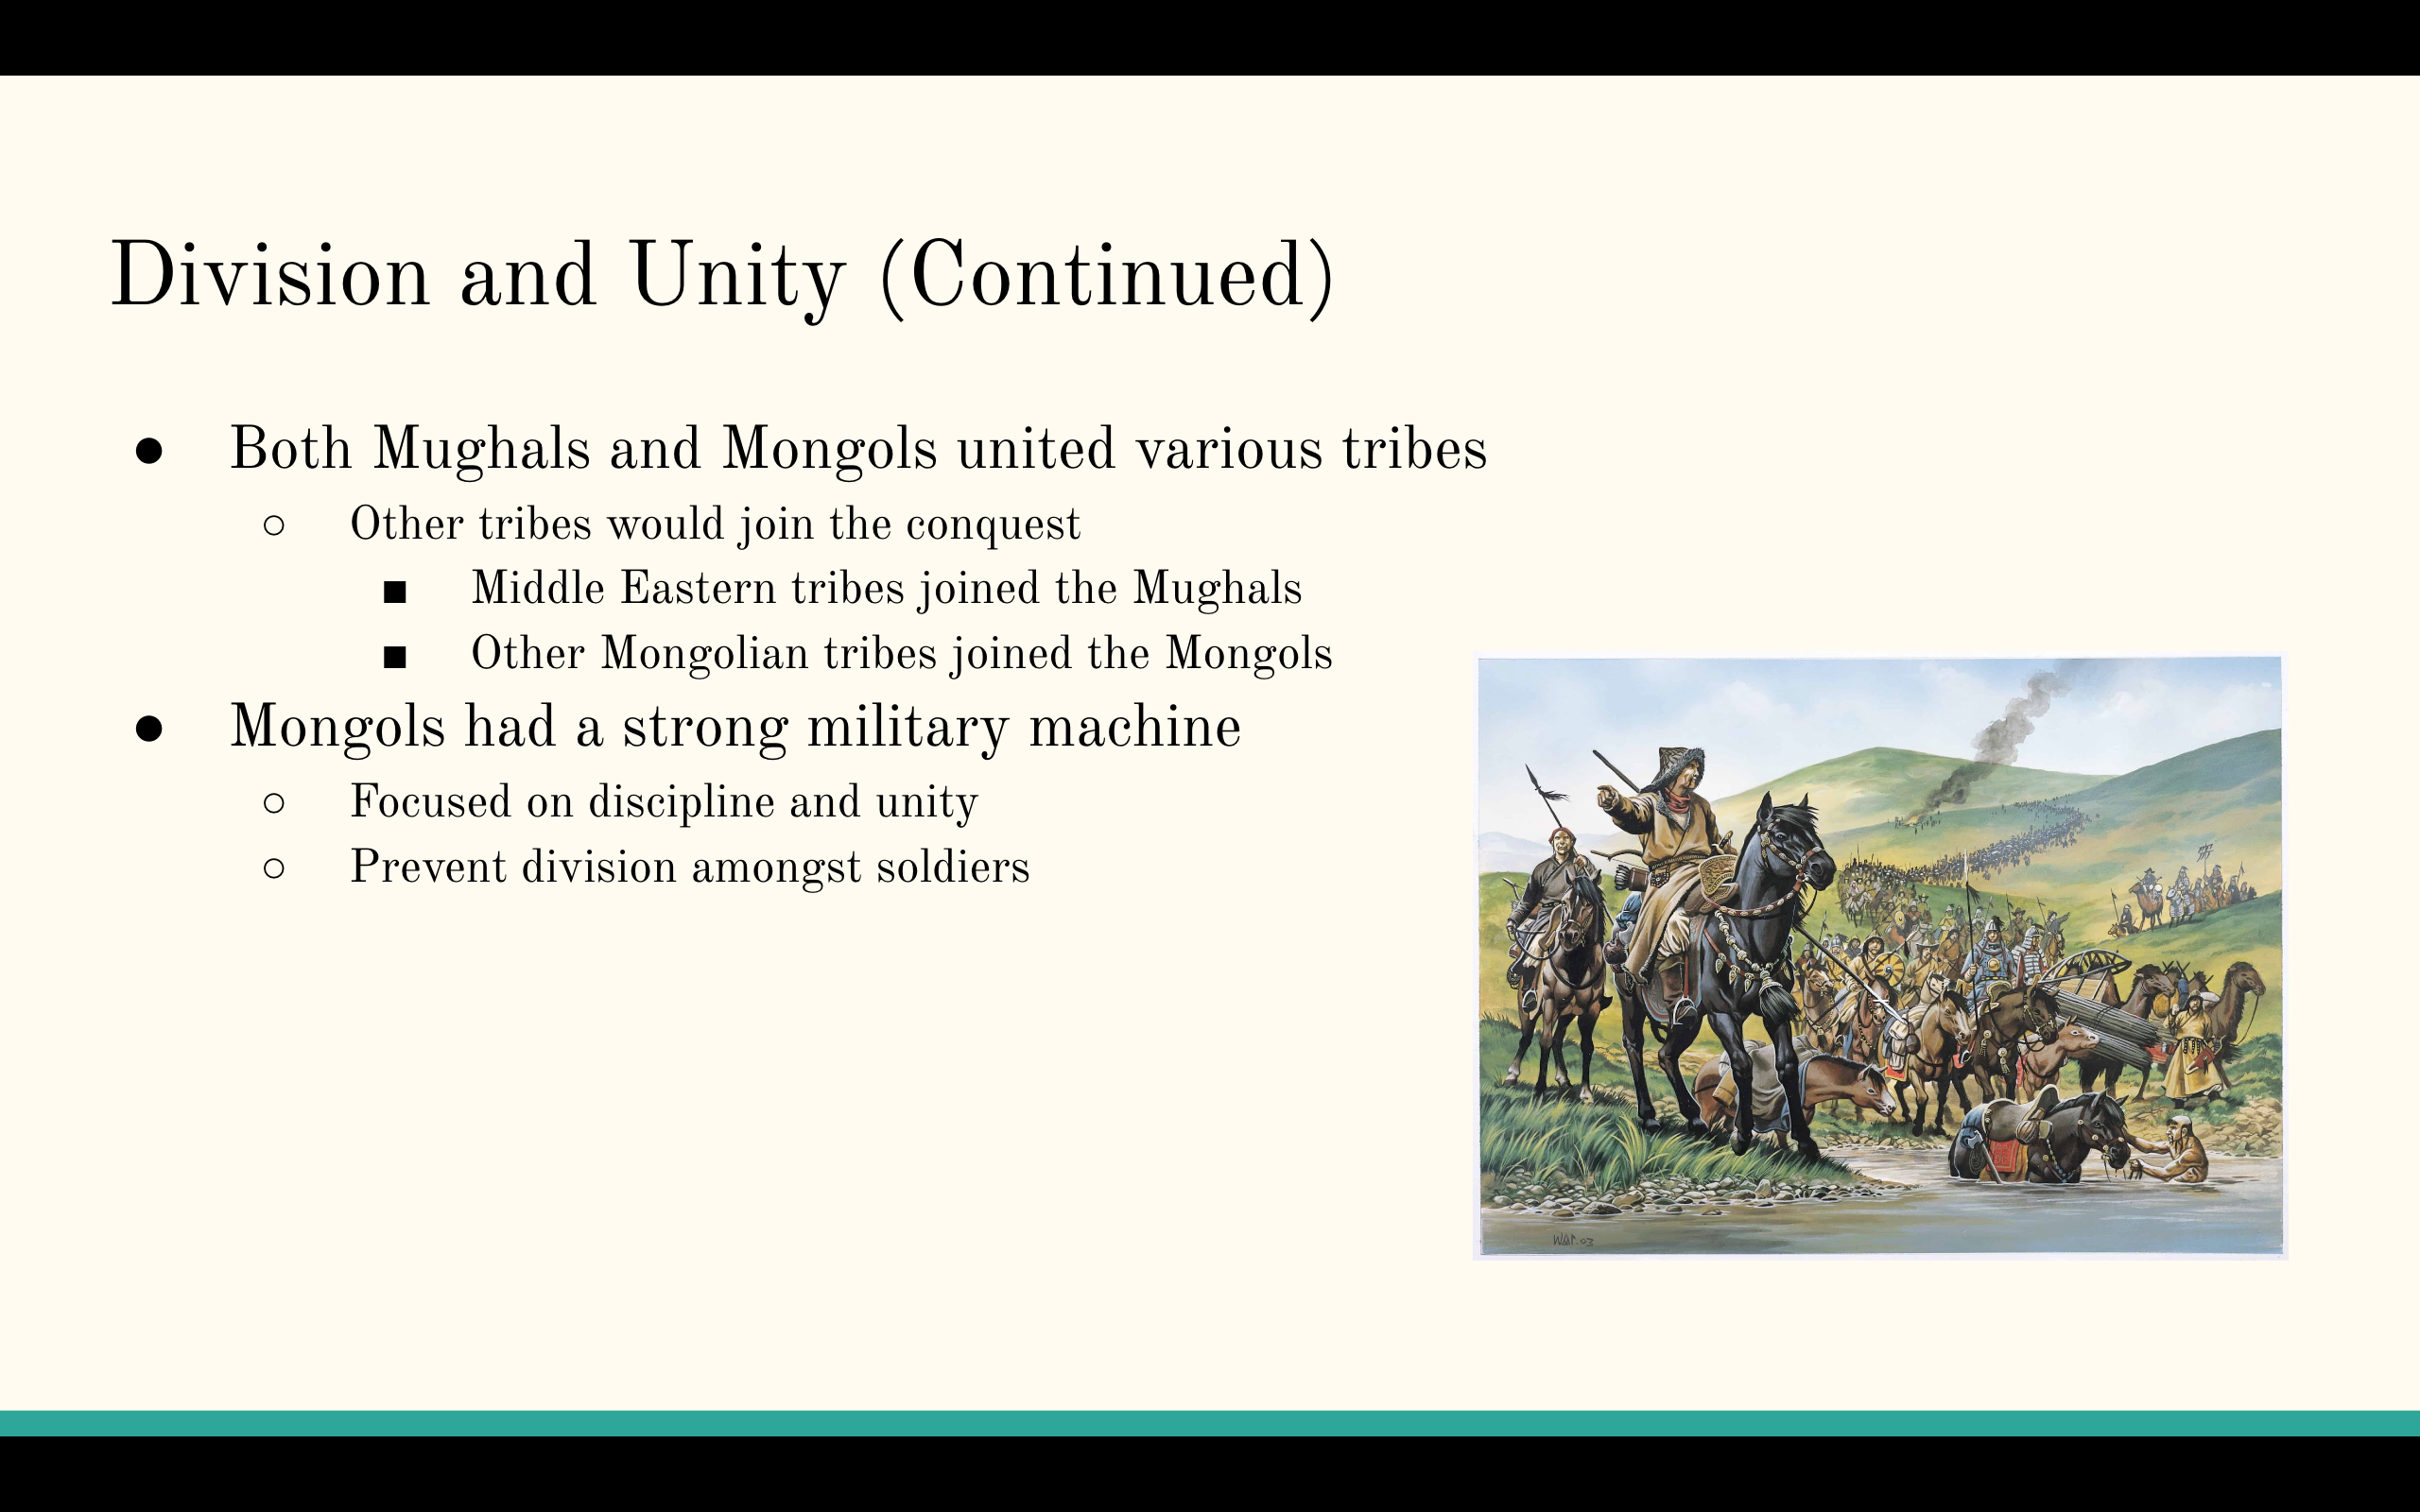 Division and Unity (Continued)
● Both Mughals and Mongols united various tribes
○ Other tribes would join the conquest
■ Middle Eastern tribes joined the Mughals
■ Other Mongolian tribes joined the Mongols
● Mongols had a strong military machine
○ Focused on discipline and unity
○ Prevent division amongst soldiers